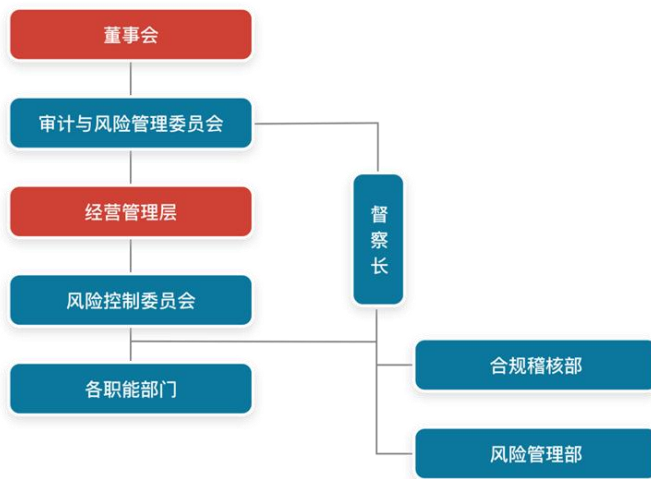 董事会
审计与风险管理委员会
经营管理层
督察长
风险控制委员会
各职能部门
合规稽核部
风险管理部